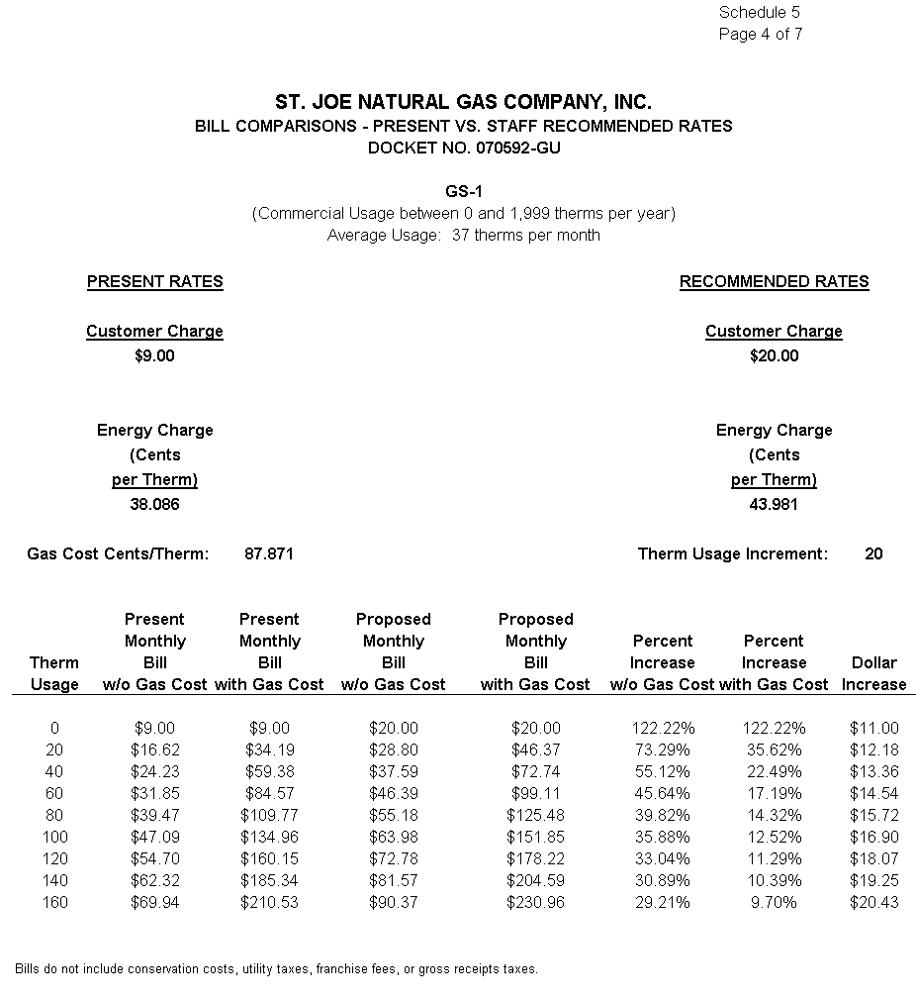 Schedule 5
Page 4 of 7
ST. JOE NATURAL GAS COMPANY, INC.
BILL COMPARISONS - PRESENT VS. STAFF RECOMMENDED RATES
DOCKET NO. 070592-GU
GS-1
(Commercial Usage between 0 and 1,999 therms per year)
Average Usage: 37 therms per month
PRESENT RATES RECOMMENDED RATES
Customer Charge Customer Charge
$9.00 $20.00
Energy Charge Energy Charge
(Cents (Cents
per Therm) per Therm)
38.086 43.981
Gas Cost Cents/Therm: 87.871 Therm Usage Increment: 20
Present Present Proposed Proposed
Monthly Monthly Monthly Monthly Percent Percent
Therm Bill Bill Bill Bill Increase Increase Dollar
Usage w/o Gas Cost with Gas Cost w/o Gas Cost with Gas Cost w/o Gas Cost with Gas Cost Increase
0 $9.00 $9.00 $20.00 $20.00 122.22% 122.22% $11.00
20 $16.62 $34.19 $28.80 $46.37 73.29% 35.62% $12.18
40 $24.23 $59.38 $37.59 $72.74 55.12% 22.49% $13.36
60 $31.85 $84.57 $46.39 $99.11 45.64% 17.19% $14.54
80 $39.47 $109.77 $55.18 $125.48 39.82% 14.32% $15.72
100 $47.09 $134.96 $63.98 $151.85 35.88% 12.52% $16.90
120 $54.70 $160.15 $72.78 $178.22 33.04% 11.29% $18.07
140 $62.32 $185.34 $81.57 $204.59 30.89% 10.39% $19.25
160 $69.94 $210.53 $90.37 $230.96 29.21% 9.70% $20.43
Bills do not include conservation costs, utility taxes, franchise fees, or gross receipts taxes.